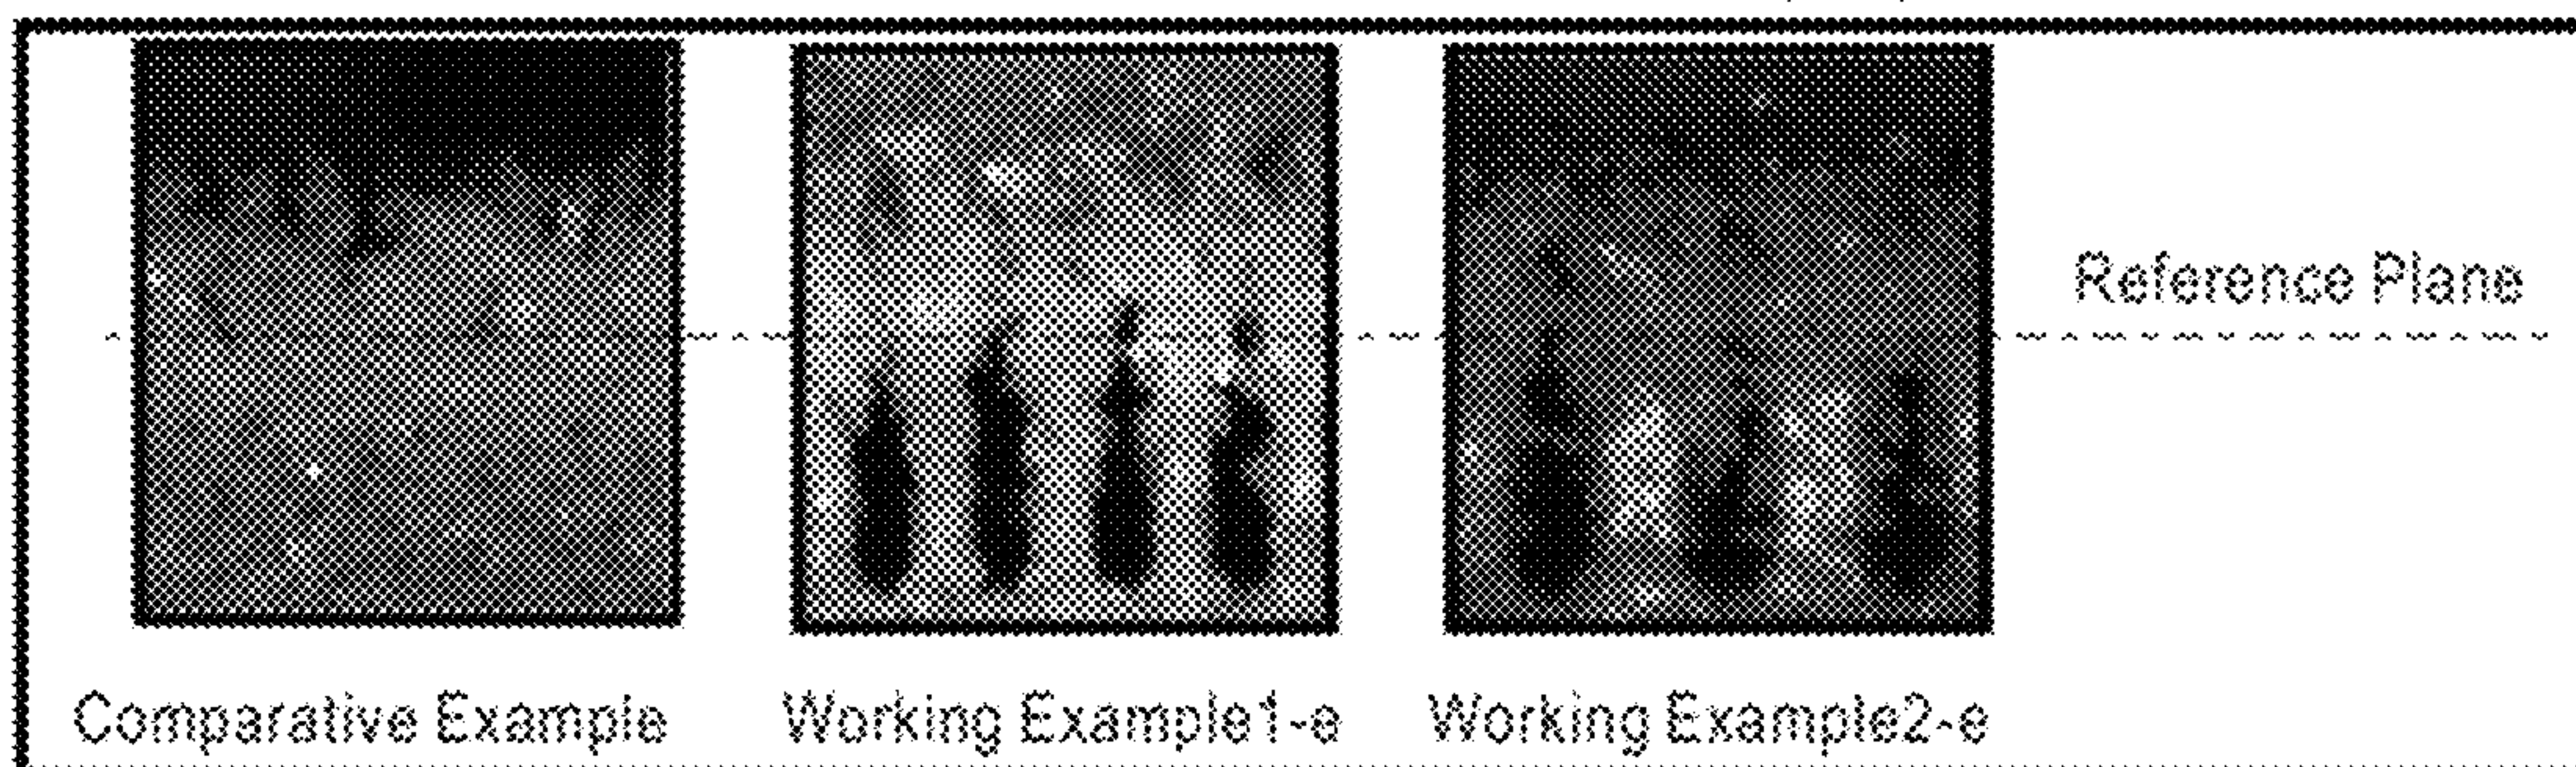 Reference Plane
Comparative Example
Working Example1-e
Working Example2-e